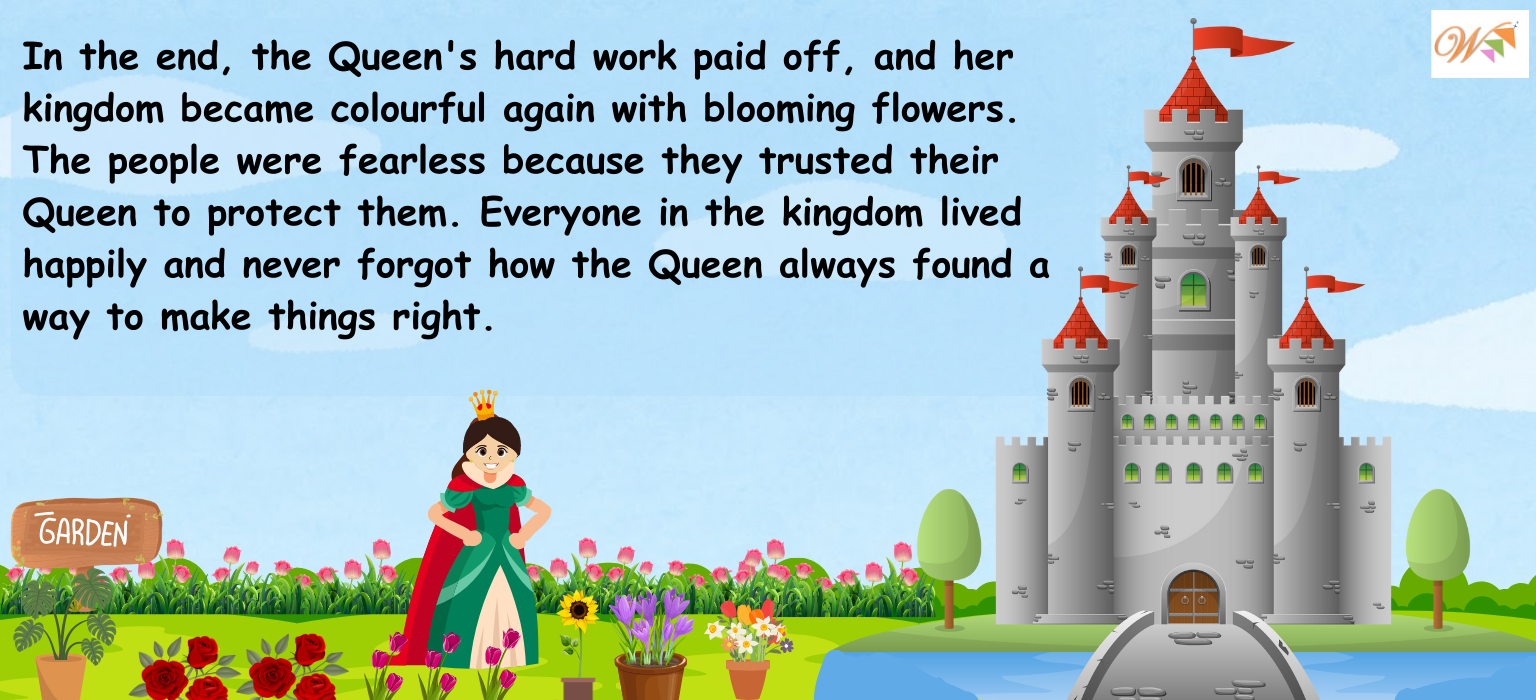 In the end, the Queen's hard work paid off, and her
kingdom became colourful again with blooming flowers.
The people were fearless because they trusted their
Queen to protect them. Everyone in the kingdom lived
happily and never forgot how the Queen always found a
way to make things right.
GARDEN
W